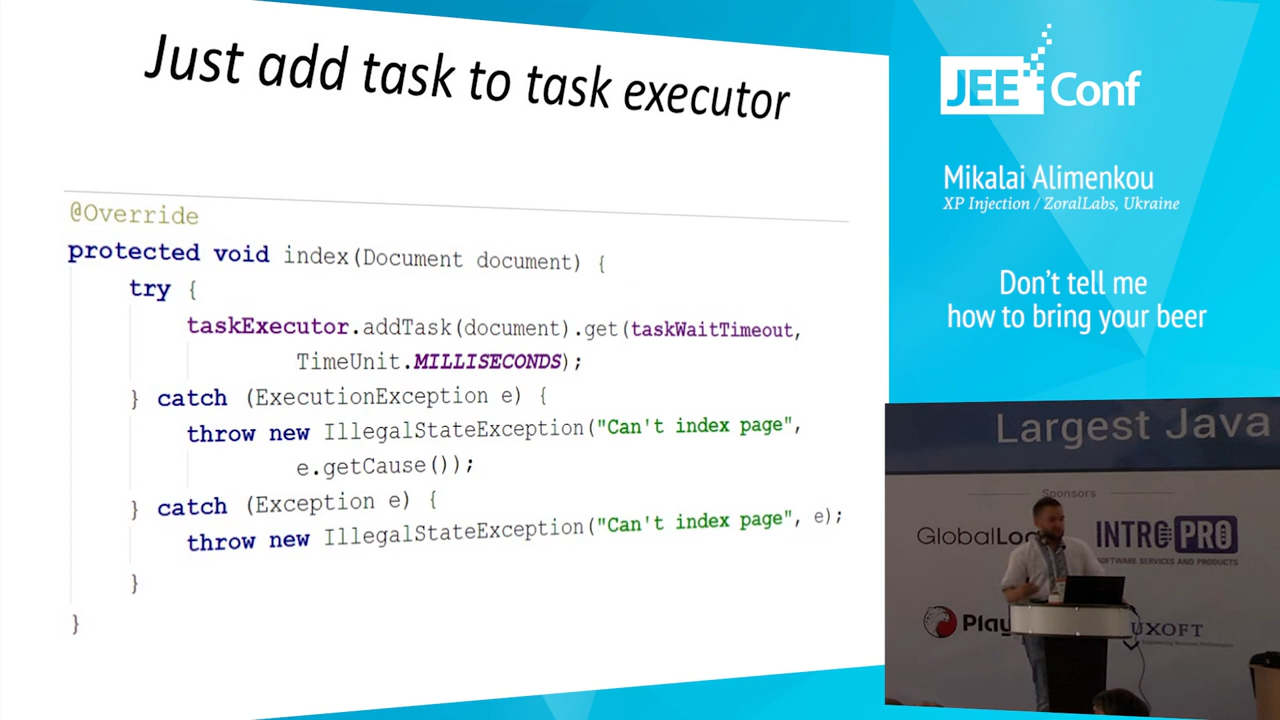 Just add task to task executor
@Override
protected void index(Document document) {
try {
taskExecutor.addTask(document).get(taskWaitTimeout,
TimeUnit.MILLISECONDS);
} catch (ExecutionException e) {
throw new IllegalStateException("Can't index page",
e.getCause());
} catch (Exception e) {
throw new IllegalStateException("Can't index page", e);
}
}
JEE Conf
Mikalai Alimenkou
XP Injection / ZoralLabs, Ukraine
Don't tell me
how to bring your beer
Largest Java
Sponsors
GlobalLo
INTRO PRO
SOFTWARE SERVICES AND PRODUCTS
Play
UXOFT